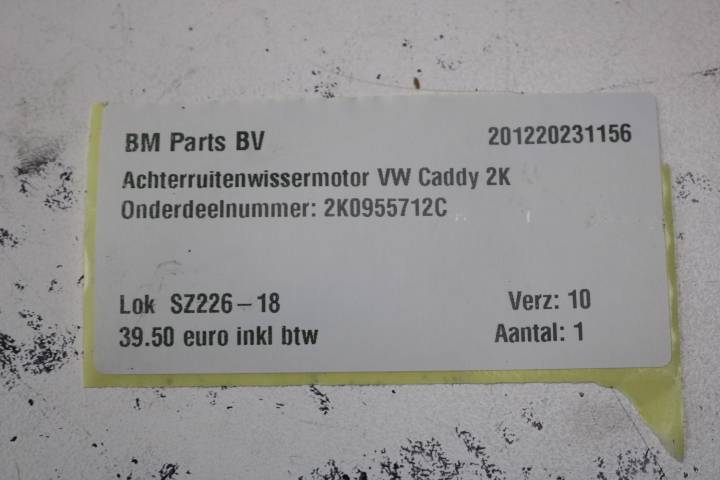 BM Parts BV 201220231156
Achterruitenwissermotor VW Caddy 2K
Onderdeelnummer: 2K0955712C
Lok SZ226-18 Verz: 10
39.50 euro inkl btw Aantal: 1